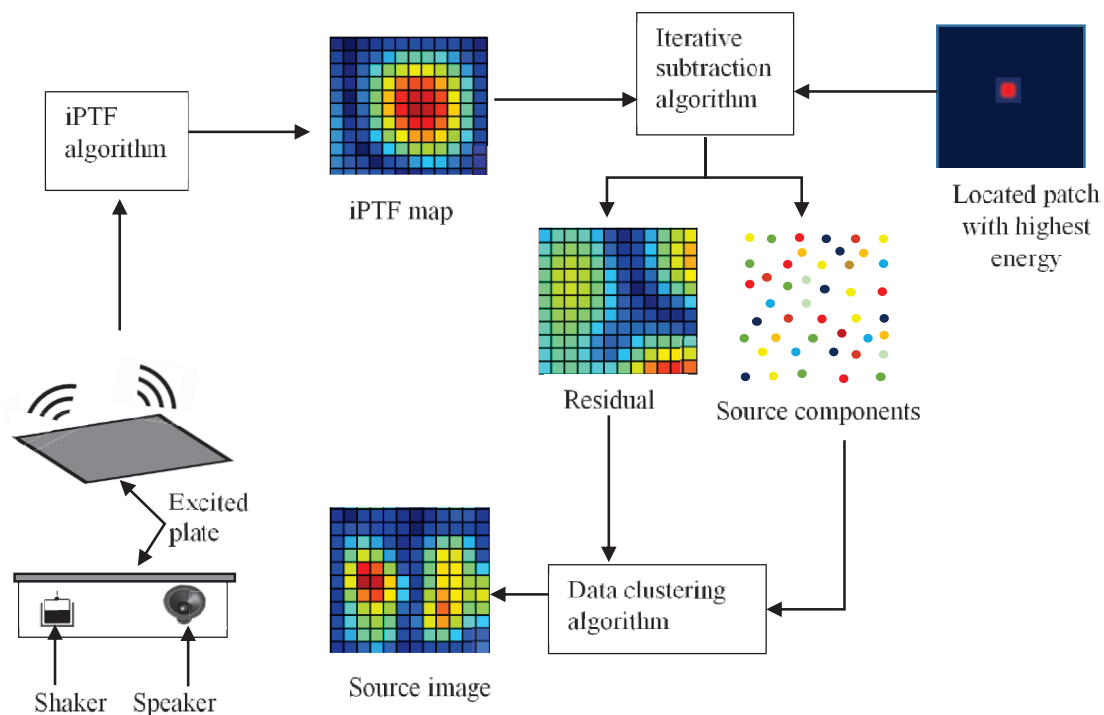 iPTF
algorithm
iPTF map
Iterative
subtraction
algorithm
Located patch
with highest
energy
Residual
Source components
Excited
plate
Shaker
Speaker
Data clustering
algorithm
Source image